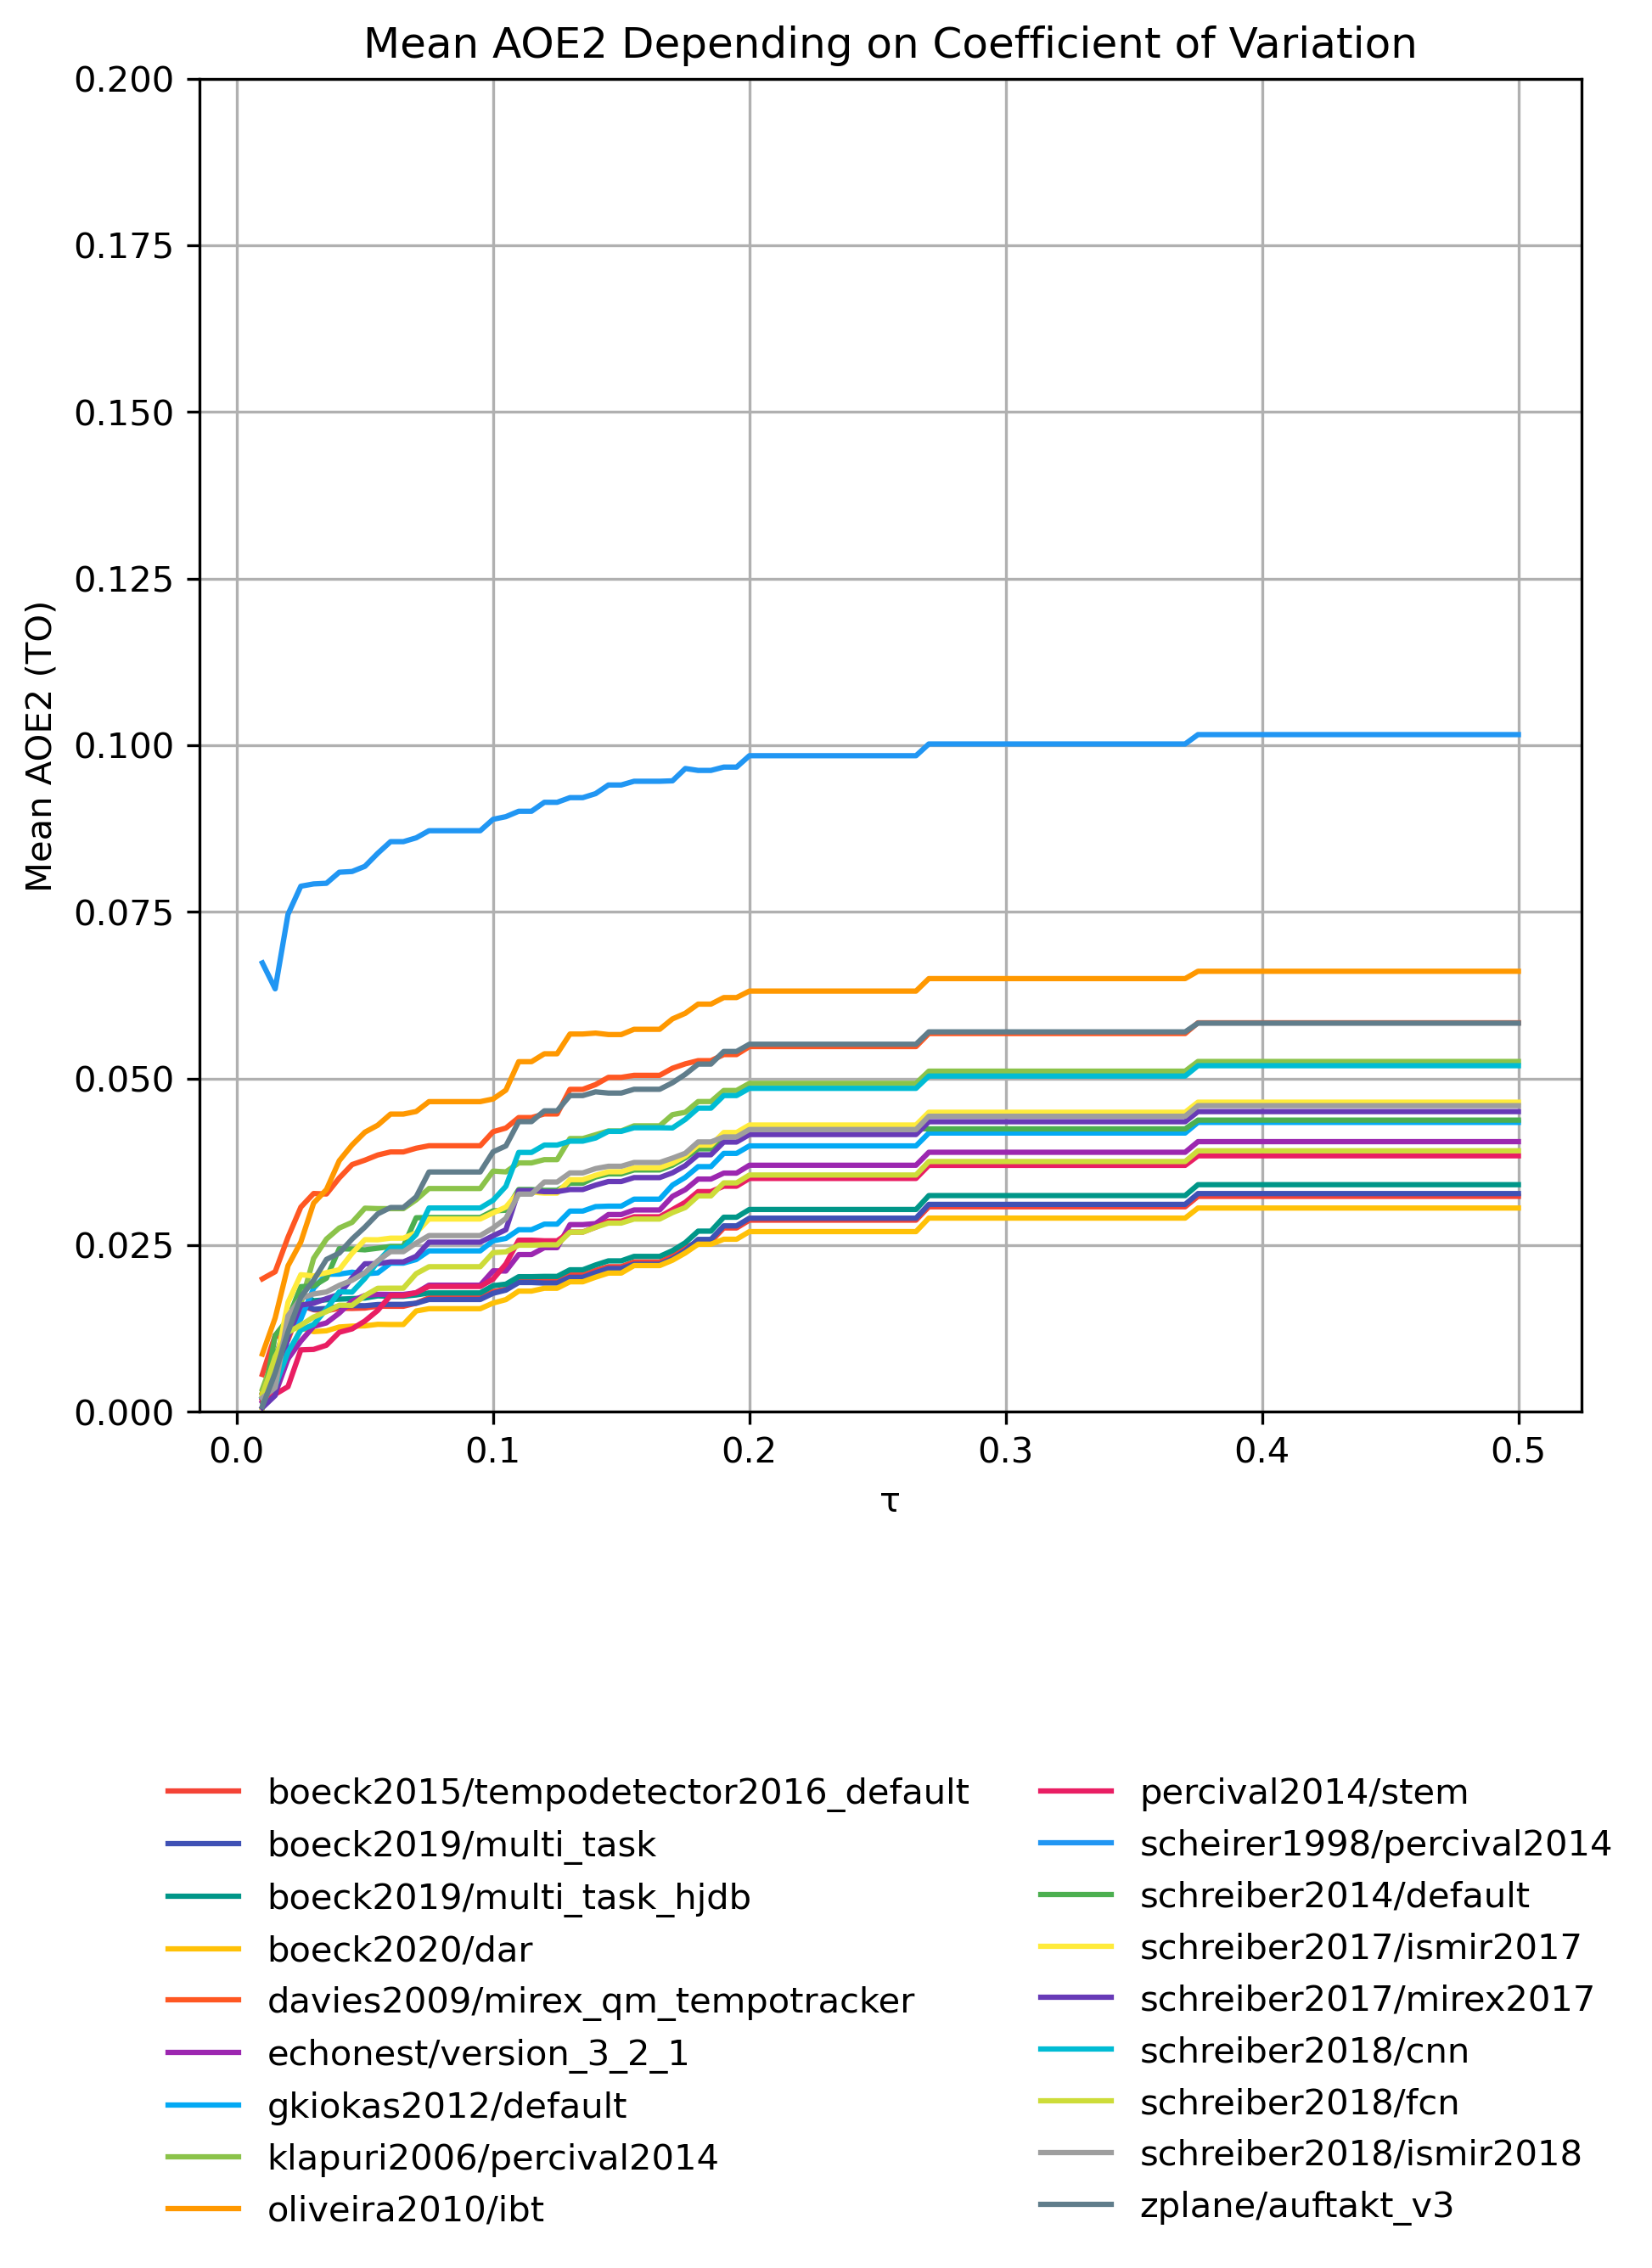 Mean AOE2 Depending on Coefficient of Variation
0.200
0.175
0.150
0.125
0.100
0.075
0.050
0.025
0.000
Mean AOE2 (TO)
0.0 0.1 0.2 0.3 0.4 0.5
τ
boeck2015/tempodetector2016_default
boeck2019/multi_task
boeck2019/multi_task_hjdb
boeck2020/dar
davies2009/mirex_qm_tempotracker
echonest/version_3_2_1
gkiokas2012/default
klapuri2006/percival2014
oliveira2010/ibt
percival2014/stem
scheirer1998/percival2014
schreiber2014/default
schreiber2017/ismir2017
schreiber2017/mirex2017
schreiber2018/cnn
schreiber2018/fcn
schreiber2018/ismir2018
zplane/auftakt_v3